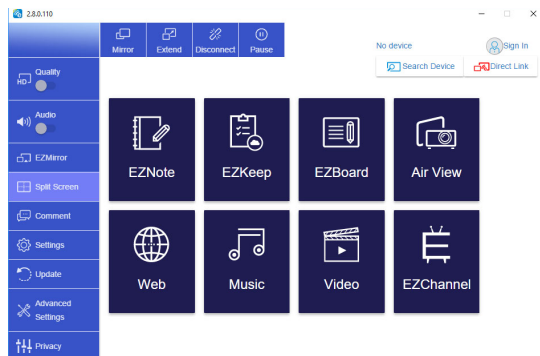 2.8.0.110
Mirror
Extend
Disconnect
Pause
No device
Sign In
Search Device
Direct Link
HD
Quality
Audio
EZMirror
Split Screen
Comment
Settings
Update
Advanced
Settings
Privacy
EZNote
EZKeep
EZBoard
Air View
Web
Music
Video
EZChannel